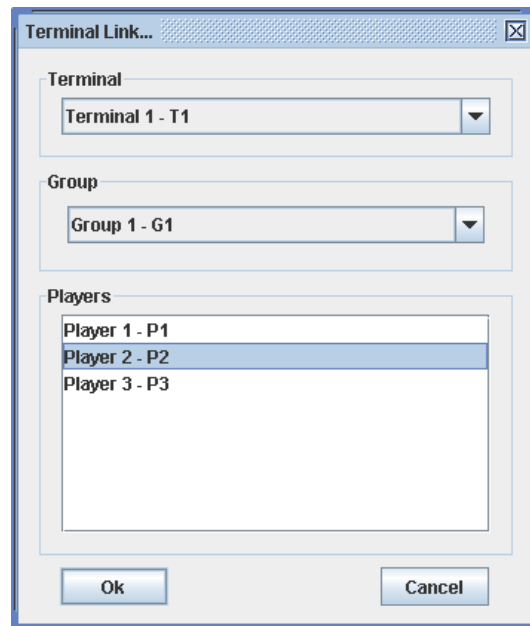 Terminal Link...
Terminal
Terminal 1 - T1
Group
Group 1 - G1
Players
Player 1 - P1
Player 2 - P2
Player 3 - P3
Ok
Cancel